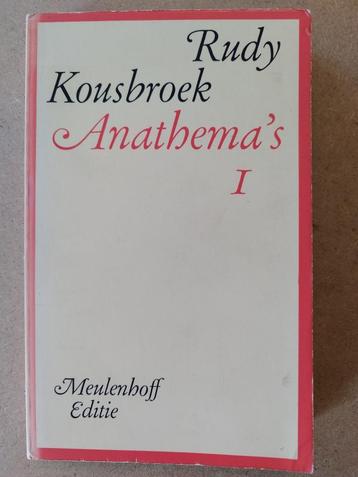 Rudy
Kousbroek
Anathema's
I
Meulenhoff
Editie